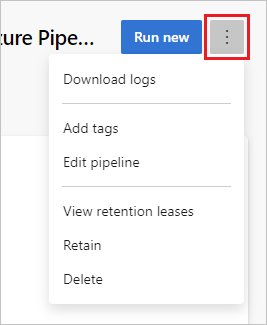 ture Pipe...
Run new
Download logs
Add tags
Edit pipeline
View retention leases
Retain
Delete